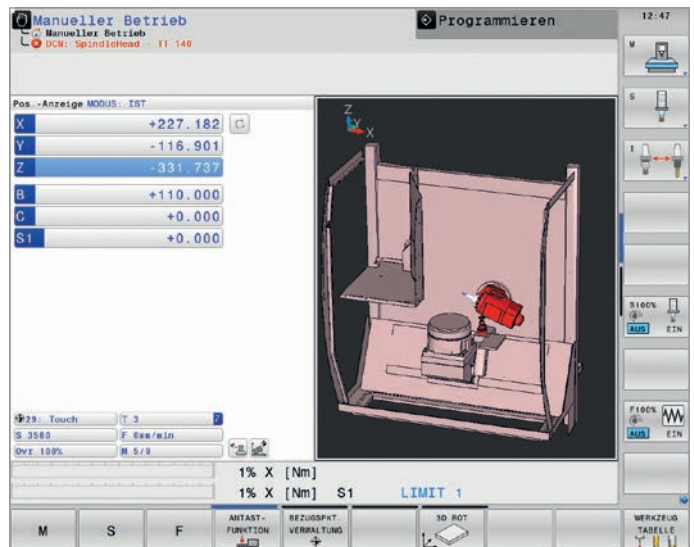 Manueller Betrieb
Manueller Betrieb
DCM: SpindleHead - TT 140
Programmieren
12:47
M
S
T
Pos.-Anzeige MODUS: IST
X +227.182
Y -116.901
Z -331.737
B +110.000
C +0.000
S1 +0.000
Z
Y
X
S100%
AUS EIN
F100%
AUS EIN
29: Touch T 3 Z
S 3580 F 0mm/min
Ovr 100% M 5/9
1% X [Nm]
1% X [Nm] S1 LIMIT 1
M
S
F
ANTAST-
FUNKTION
BEZUGSPKT.
VERWALTUNG
3D ROT
WERKZEUG
TABELLE